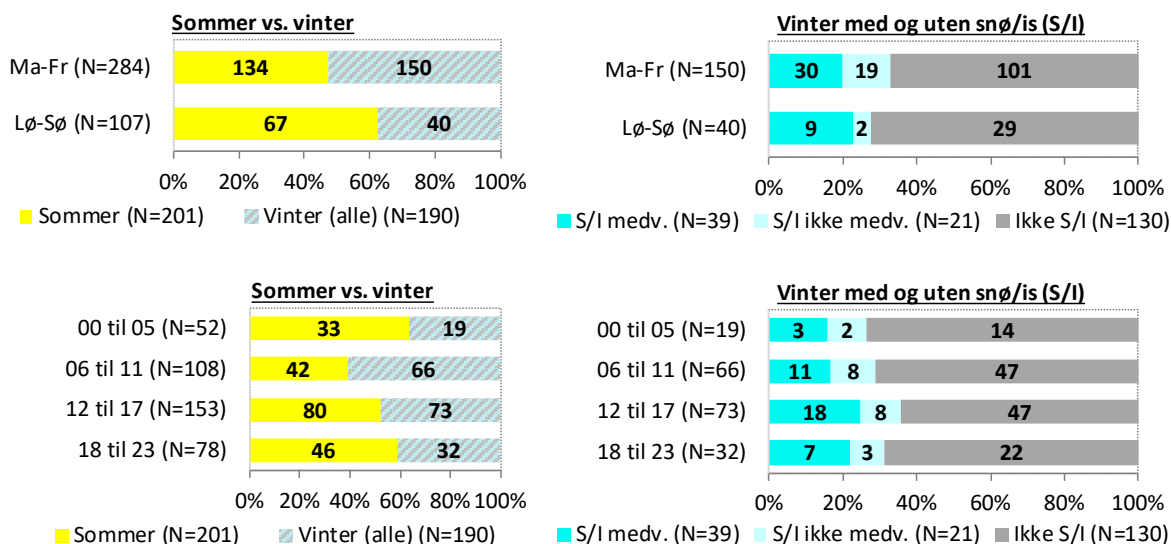 Sommer vs. vinter
Ma-Fr (N=284)
134
150
Lø-Sø (N=107)
67
40
0% 20% 40% 60% 80% 100%
Sommer (N=201) Vinter (alle) (N=190)
Vinter med og uten snø/is (S/I)
Ma-Fr (N=150)
30
19
101
Lø-Sø (N=40)
9
2
29
0% 20% 40% 60% 80% 100%
S/I medv. (N=39) S/I ikke medv. (N=21) Ikke S/I (N=130)
Sommer vs. vinter
00 til 05 (N=52)
33
19
06 til 11 (N=108)
42
66
12 til 17 (N=153)
80
73
18 til 23 (N=78)
46
32
0% 20% 40% 60% 80% 100%
Sommer (N=201) Vinter (alle) (N=190)
Vinter med og uten snø/is (S/I)
00 til 05 (N=19)
3
2
14
06 til 11 (N=66)
11
8
47
12 til 17 (N=73)
18
8
47
18 til 23 (N=32)
7
3
22
0% 20% 40% 60% 80% 100%
S/I medv. (N=39) S/I ikke medv. (N=21) Ikke S/I (N=130)